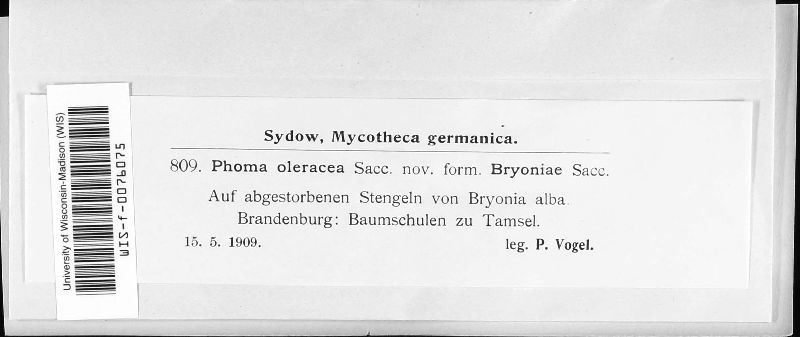 University of Wisconsin-Madison (WIS)
WIS-f-0076075
Sydow, Mycotheca germanica.
809. Phoma oleracea Sacc. nov. form. Bryoniae Sacc.
Auf abgestorbenen Stengeln von Bryonia alba.
Brandenburg: Baumschulen zu Tamsel.
15. 5. 1909. leg. P. Vogel.